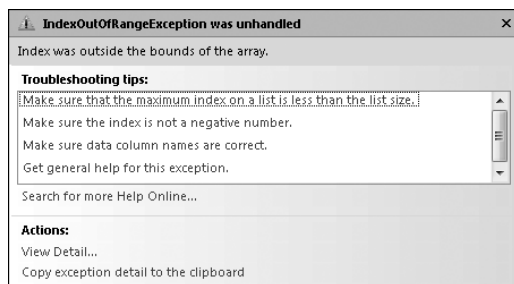 IndexOutOfRangeException was unhandled
Index was outside the bounds of the array.
Troubleshooting tips:
Make sure that the maximum index on a list is less than the list size.
Make sure the index is not a negative number.
Make sure data column names are correct.
Get general help for this exception.
Search for more Help Online...
Actions:
View Detail...
Copy exception detail to the clipboard